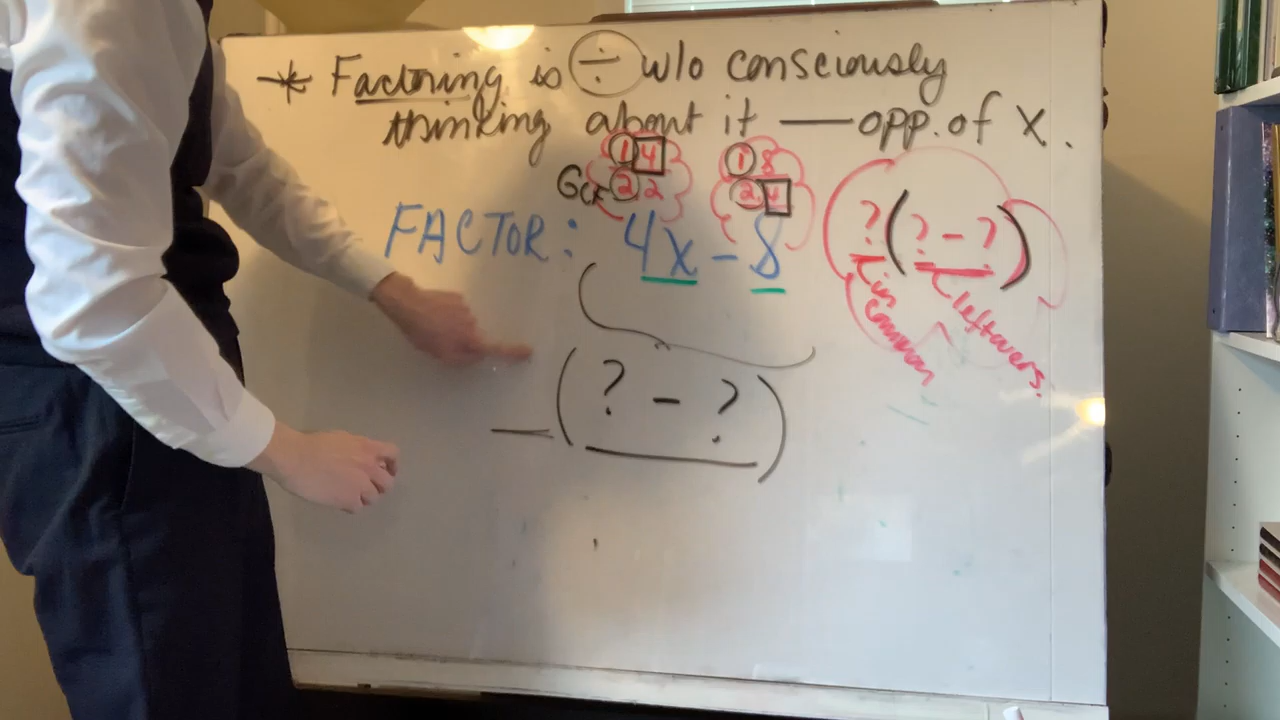 * Factoring is ÷ w/o consciously
thinking about it — opp. of x.
1 4 1 8
GCF 2 2 2 4
FACTOR: 4x - 8
? (? - ?)
in common
leftovers.
_ (? - ?)